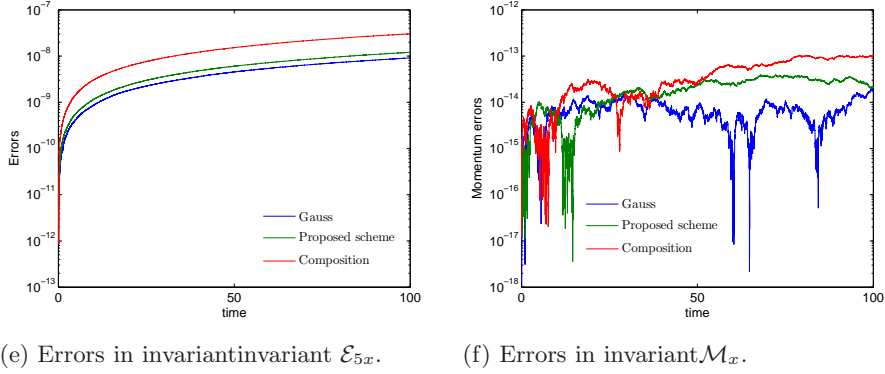 10⁻⁷
10⁻⁸
10⁻⁹
10⁻¹⁰
10⁻¹¹
10⁻¹²
10⁻¹³
Errors
0 50 100
time
Gauss
Proposed scheme
Composition
10⁻¹²
10⁻¹³
10⁻¹⁴
10⁻¹⁵
10⁻¹⁶
10⁻¹⁷
10⁻¹⁸
Momentum errors
0 50 100
time
Gauss
Proposed scheme
Composition
(e) Errors in invariantinvariant ℰ₅ₓ.
(f) Errors in invariantℳₓ.